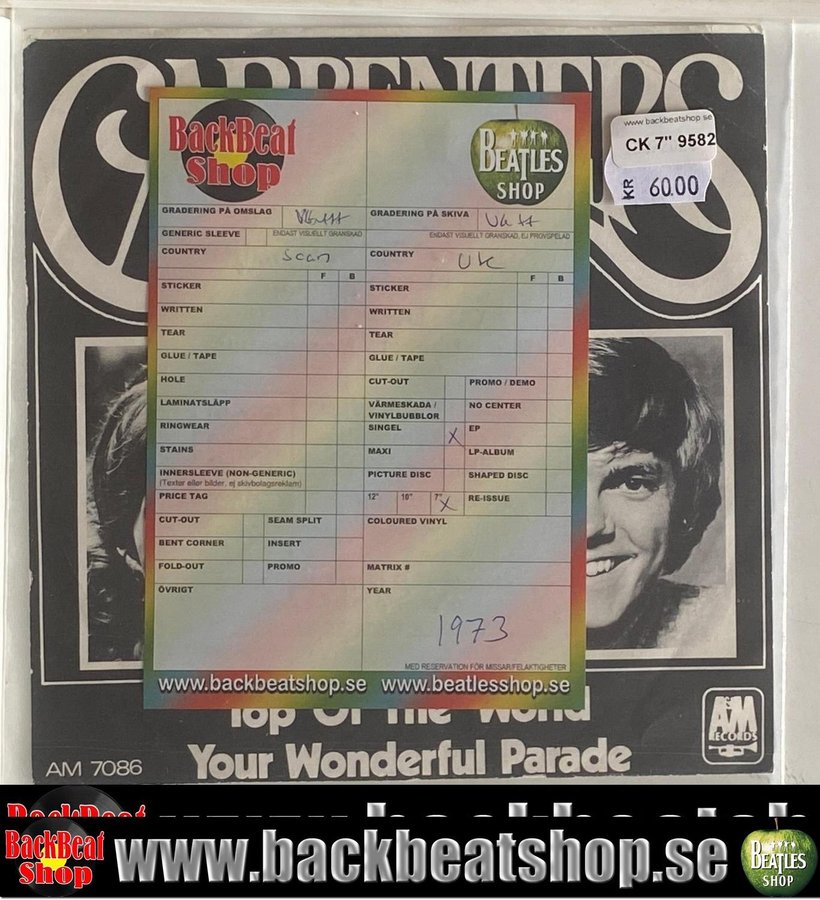 CARPENTERS
BackBeat
Shop
BEATLES
SHOP
www.backbeatshop.se
CK 7" 9582
KR 60.00
GRADERING PÅ OMSLAG
GRADERING PÅ SKIVA VG++
GENERIC SLEEVE ENDAST VISUELLT GRANSKAD
ENDAST VISUELLT GRANSKAD, EJ PROVSPELAD
COUNTRY Scan
COUNTRY UK
F B
F B
STICKER
STICKER
WRITTEN
WRITTEN
TEAR
TEAR
GLUE / TAPE
GLUE / TAPE
HOLE
CUT-OUT PROMO / DEMO
LAMINATSLÄPP
VÄRMESKADA / NO CENTER
VINYLBUBBLOR
RINGWEAR
SINGEL X EP
STAINS
MAXI LP-ALBUM
INNERSLEEVE (NON-GENERIC)
(Texter eller bilder, ej skivbolagsreklam)
PICTURE DISC SHAPED DISC
PRICE TAG
12" 10" 7" X RE-ISSUE
CUT-OUT SEAM SPLIT
COLOURED VINYL
BENT CORNER INSERT
FOLD-OUT PROMO
MATRIX #
ÖVRIGT
YEAR
1973
MED RESERVATION FÖR MISSAR/FELAKTIGHETER
www.backbeatshop.se www.beatlesshop.se
Top Of The World
Your Wonderful Parade
AM 7086
AM
RECORDS
BackBeat www.backbeatsh
BackBeat
Shop
www.backbeatshop.se
BEATLES
SHOP